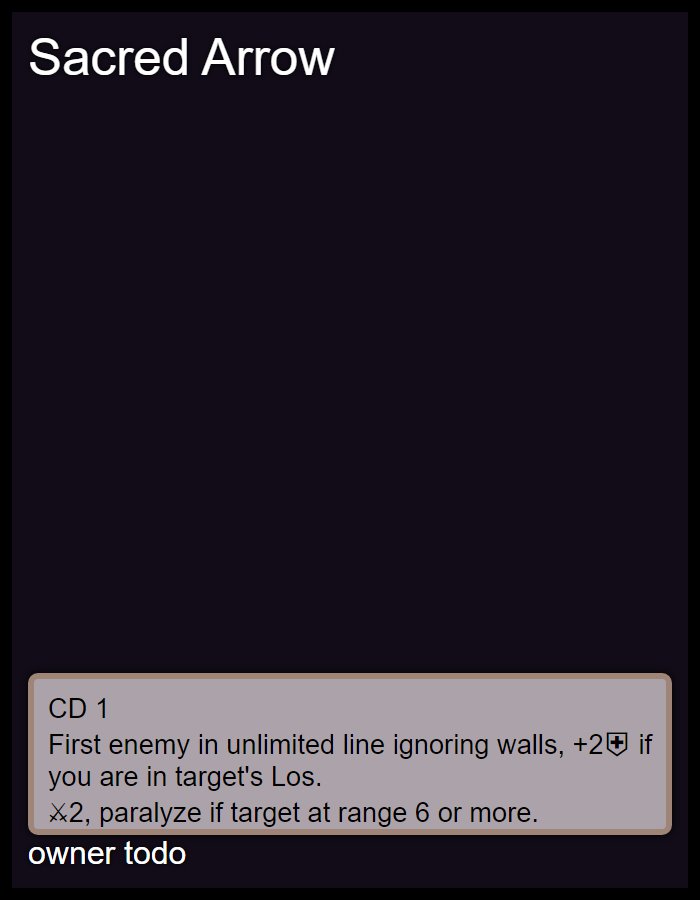 Sacred Arrow
CD 1
First enemy in unlimited line ignoring walls, +2⛨ if
you are in target's Los.
⚔2, paralyze if target at range 6 or more.
owner todo